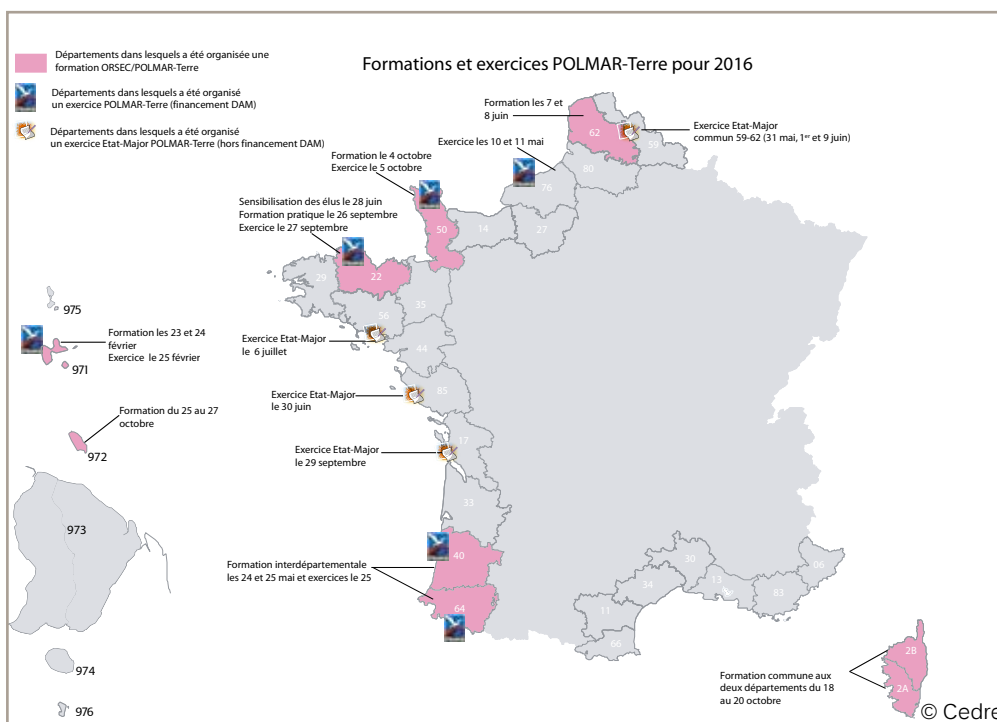 Formations et exercices POLMAR-Terre pour 2016
Départements dans lesquels a été organisée une
formation ORSEC/POLMAR-Terre
Départements dans lesquels a été organisé
un exercice POLMAR-Terre (financement DAM)
Départements dans lesquels a été organisé
un exercice Etat-Major POLMAR-Terre (hors financement DAM)
Formation les 7 et
8 juin
62
59
Exercice Etat-Major
commun 59-62 (31 mai, 1er et 9 juin)
Exercice les 10 et 11 mai
80
76
27
14
Formation le 4 octobre
Exercice le 5 octobre
50
Sensibilisation des élus le 28 juin
Formation pratique le 26 septembre
Exercice le 27 septembre
29
22
35
56
Exercice Etat-Major
le 6 juillet
44
Exercice Etat-Major
le 30 juin
85
17
Exercice Etat-Major
le 29 septembre
33
40
Formation interdépartementale
les 24 et 25 mai et exercices le 25
64
975
Formation les 23 et 24
février
Exercice le 25 février
971
Formation du 25 au 27
octobre
972
973
974
976
30
34
13
06
83
11
66
2B
2A
Formation commune aux
deux départements du 18
au 20 octobre
© Cedre